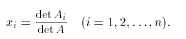 x_i = \frac{\det A_i}{\det A} \quad (i = 1, 2, \ldots, n).